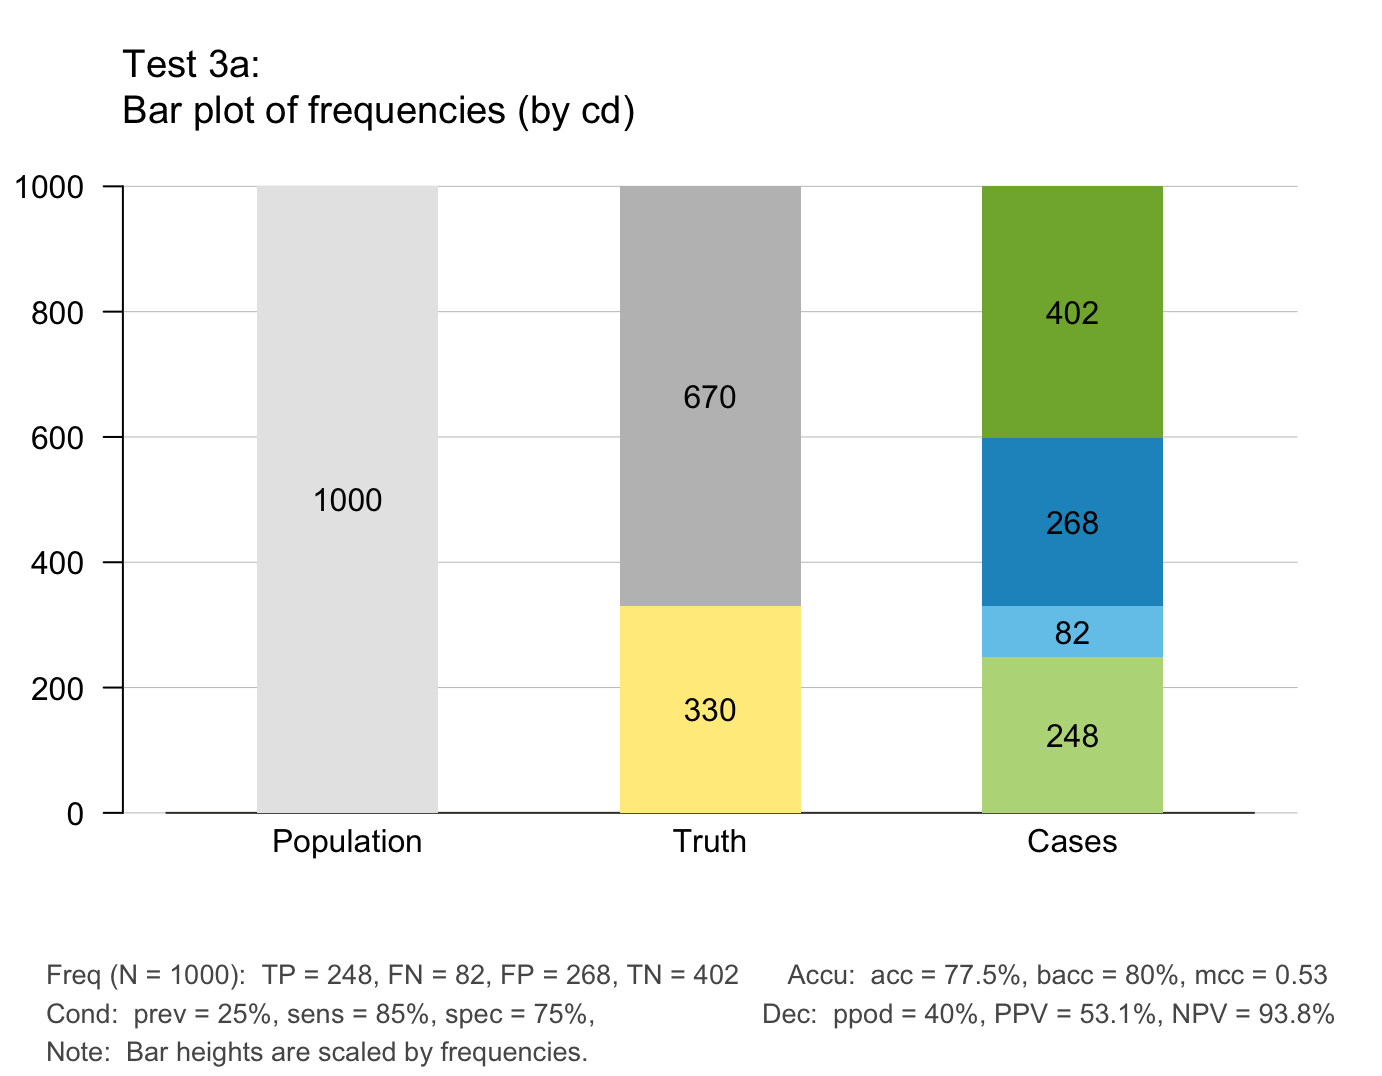 Test 3a:
Bar plot of frequencies (by cd)
1000
800
600
400
200
0
1000
670
330
402
268
82
248
Population
Truth
Cases
Freq (N = 1000):  TP = 248, FN = 82, FP = 268, TN = 402
Accu:  acc = 77.5%, bacc = 80%, mcc = 0.53
Cond:  prev = 25%, sens = 85%, spec = 75%,
Dec:  ppod = 40%, PPV = 53.1%, NPV = 93.8%
Note:  Bar heights are scaled by frequencies.